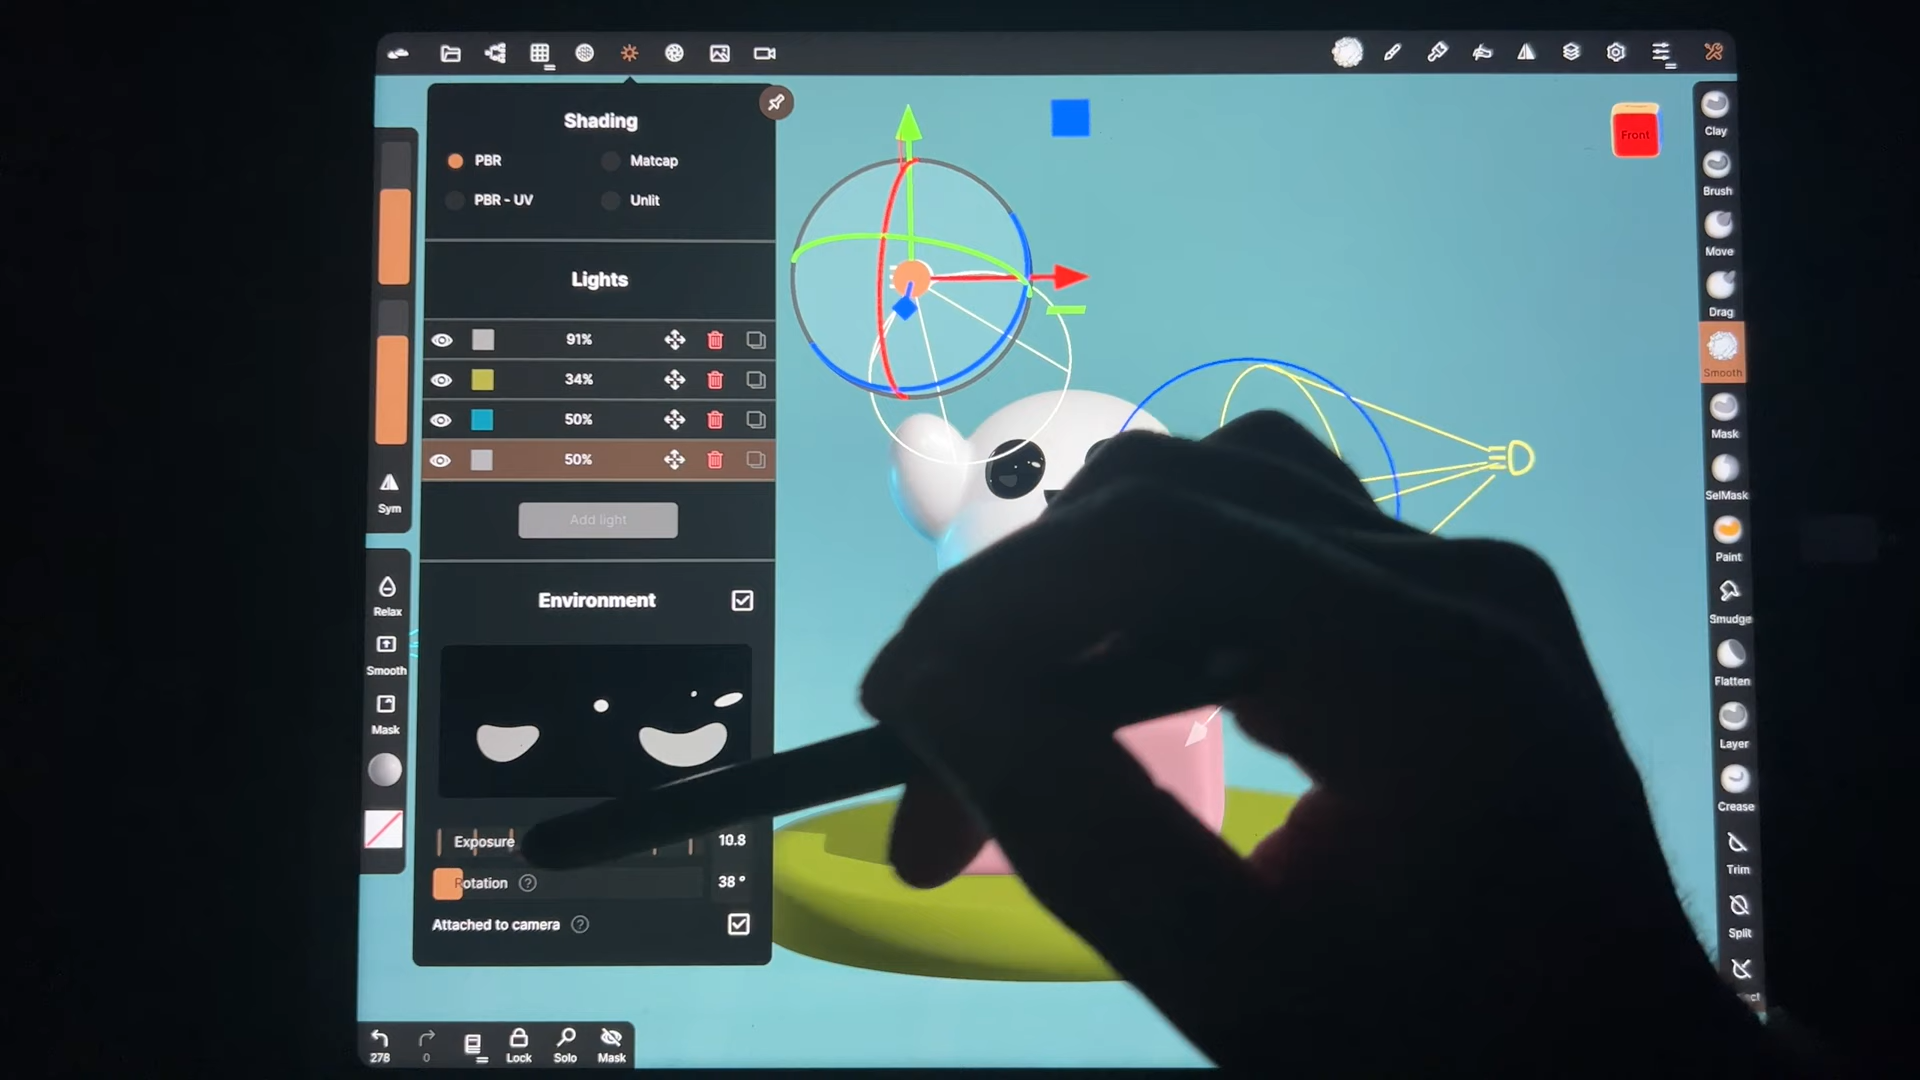 Shading
PBR
Matcap
PBR - UV
Unlit
Lights
91%
34%
50%
50%
Add light
Environment
Exposure
10.8
Rotation
38 °
Attached to camera
Sym
Relax
Smooth
Mask
278
0
Lock
Solo
Mask
Front
Clay
Brush
Move
Drag
Smooth
Mask
SelMask
Paint
Smudge
Flatten
Layer
Crease
Trim
Split